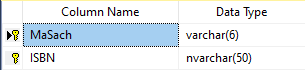 Column Name Data Type
MaSach varchar(6)
ISBN nvarchar(50)